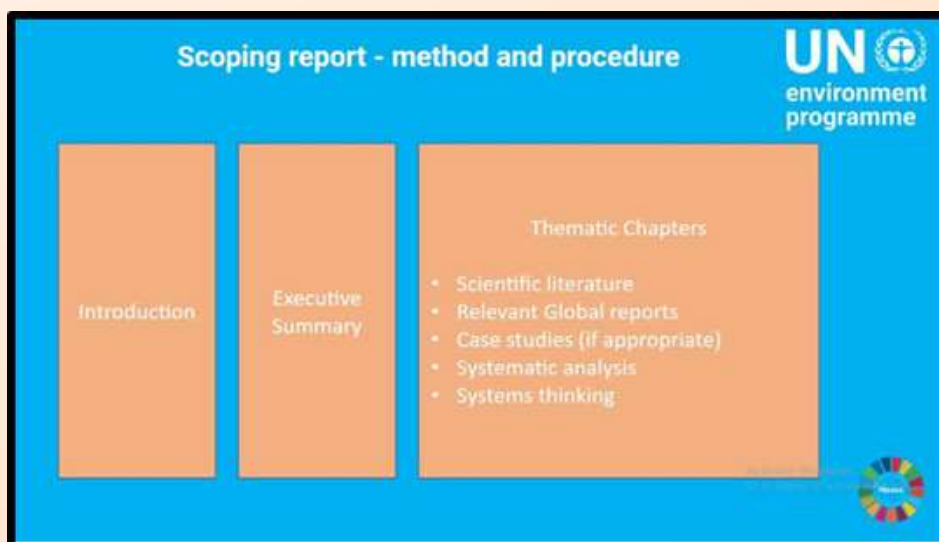 Scoping report - method and procedure
UN
environment
programme
Introduction
Executive
Summary
Thematic Chapters
• Scientific literature
• Relevant Global reports
• Case studies (if appropriate)
• Systematic analysis
• Systems thinking